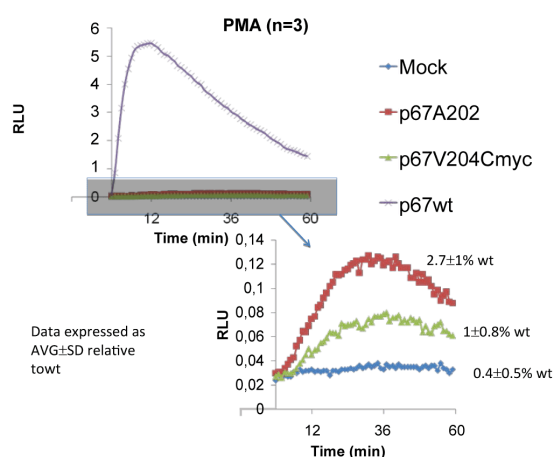 PMA (n=3)
RLU
6
5
4
3
2
1
0
12
36
60
Time (min)
Mock
p67A202
p67V204Cmyc
p67wt
0,14
0,12
0,1
0,08
0,06
0,04
0,02
0
RLU
12
36
60
Time (min)
2.7±1% wt
1±0.8% wt
0.4±0.5% wt
Data expressed as
AVG±SD relative
towt